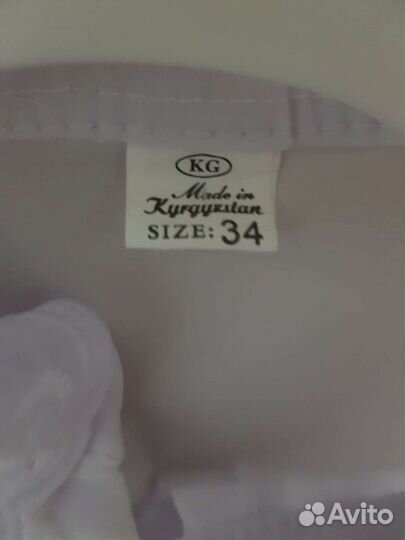 KG
Made in
Kyrgyzstan
SIZE: 34
Avito